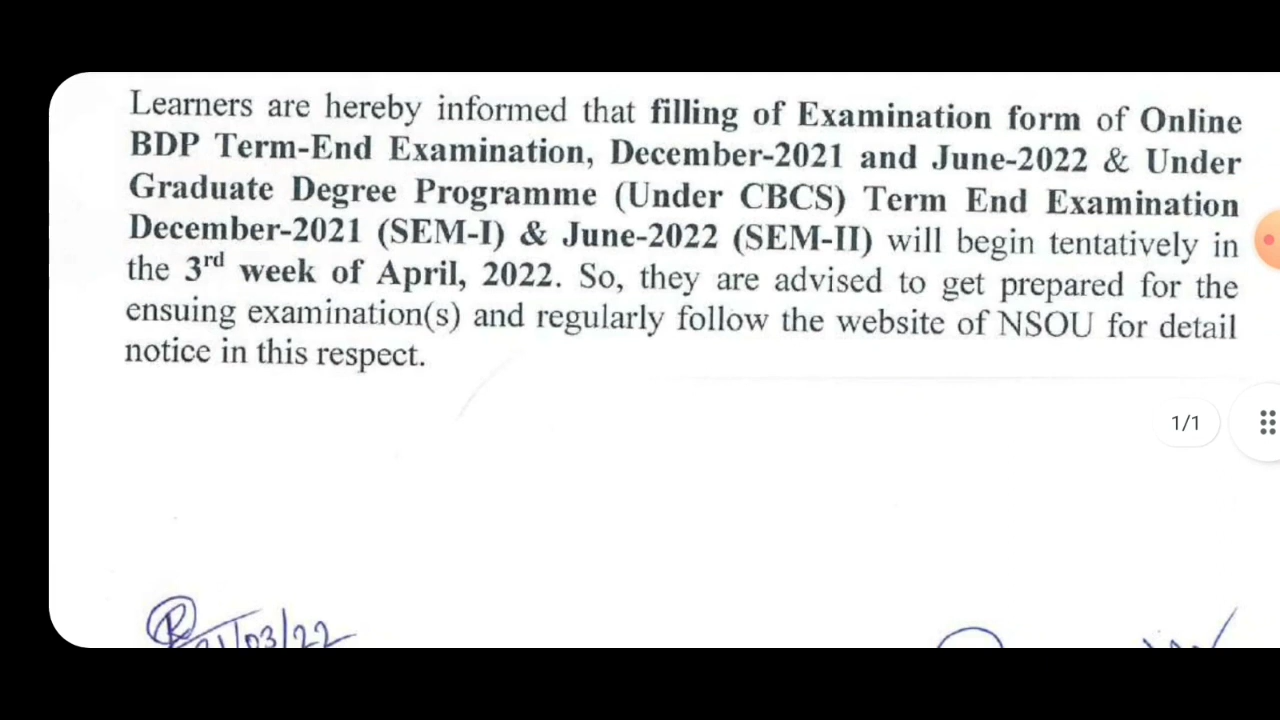 Learners are hereby informed that filling of Examination form of Online
BDP Term-End Examination, December-2021 and June-2022 & Under
Graduate Degree Programme (Under CBCS) Term End Examination
December-2021 (SEM-I) & June-2022 (SEM-II) will begin tentatively in
the 3rd week of April, 2022. So, they are advised to get prepared for the
ensuing examination(s) and regularly follow the website of NSOU for detail
notice in this respect.
1/1
/03/22